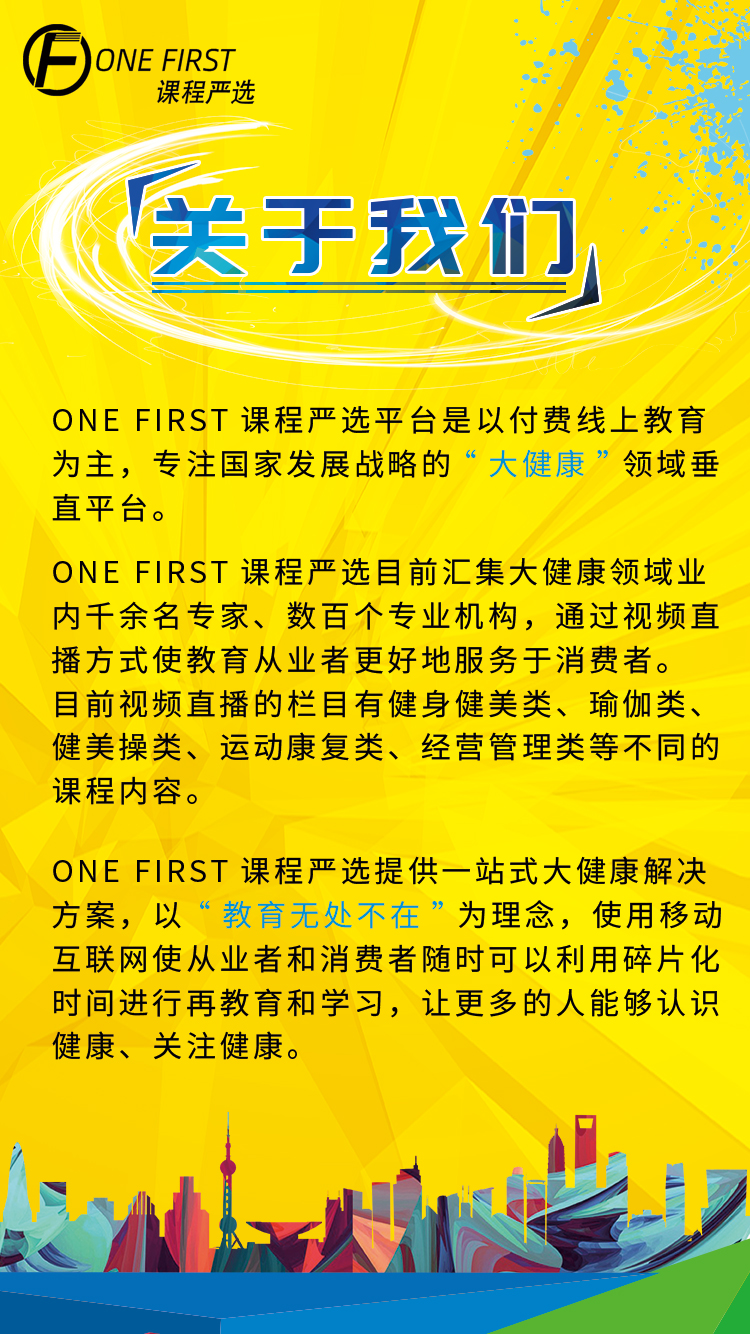 ONE FIRST
课程严选
关于我们
ONE FIRST 课程严选平台是以付费线上教育
为主，专注国家发展战略的“大健康”领域垂
直平台。
ONE FIRST 课程严选目前汇集大健康领域业
内千余名专家、数百个专业机构，通过视频直
播方式使教育从业者更好地服务于消费者。
目前视频直播的栏目有健身健美类、瑜伽类、
健美操类、运动康复类、经营管理类等不同的
课程内容。
ONE FIRST 课程严选提供一站式大健康解决
方案，以“教育无处不在”为理念，使用移动
互联网使从业者和消费者随时可以利用碎片化
时间进行再教育和学习，让更多的人能够认识
健康、关注健康。